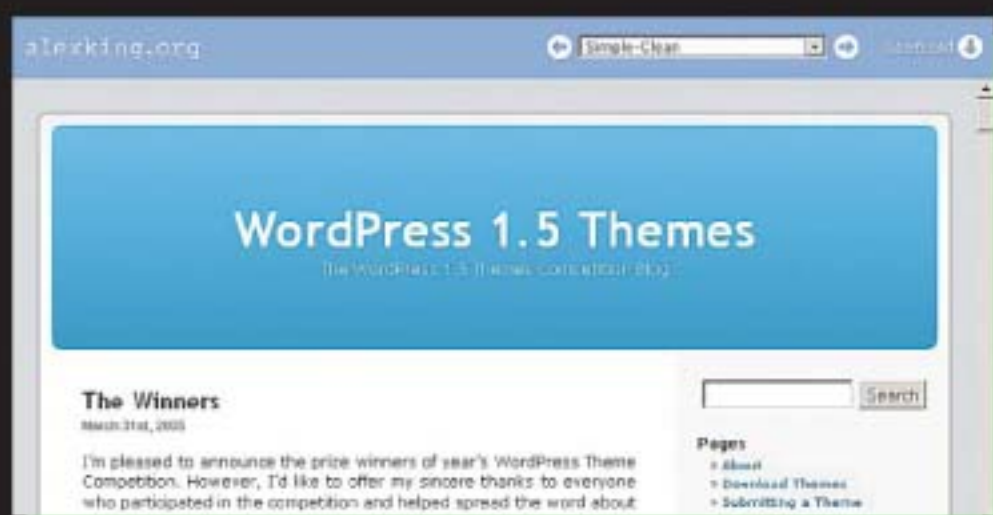 alexking.org
Simple-Clean
Download
WordPress 1.5 Themes
The WordPress 1.5 Themes Competition Blog
The Winners
March 31st, 2005
I'm pleased to announce the prize winners of year's WordPress Theme
Competition. However, I'd like to offer my sincere thanks to everyone
who participated in the competition and helped spread the word about
Search
Pages
» About
» Download Themes
» Submitting a Theme